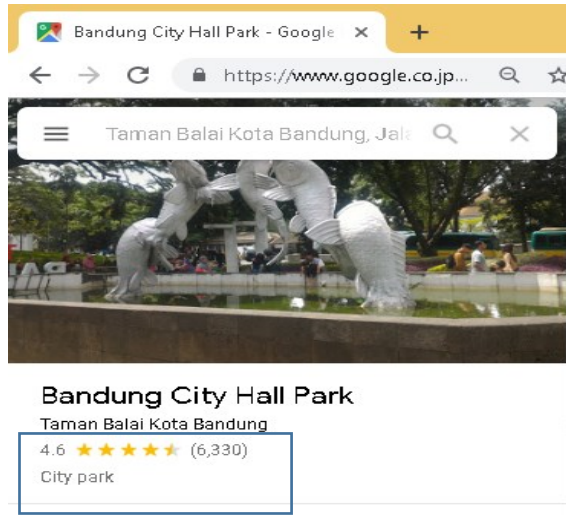 Bandung City Hall Park - Google
https://www.google.co.jp...
Taman Balai Kota Bandung, Jala
Bandung City Hall Park
Taman Balai Kota Bandung
4.6 (6,330)
City park